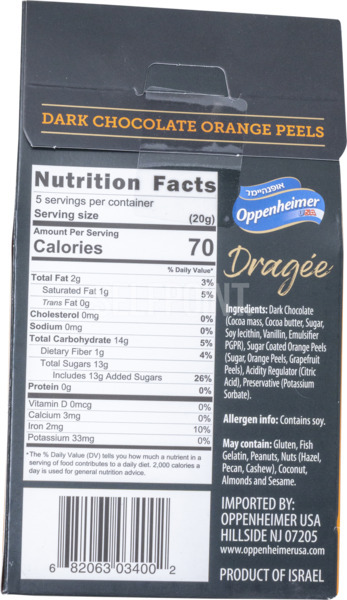 DARK CHOCOLATE ORANGE PEELS
Nutrition Facts
5 servings per container
Serving size (20g)
Amount Per Serving
Calories 70
% Daily Value*
Total Fat 2g 3%
Saturated Fat 1g 5%
Trans Fat 0g
Cholesterol 0mg 0%
Sodium 0mg 0%
Total Carbohydrate 14g 5%
Dietary Fiber 1g 4%
Total Sugars 13g
Includes 13g Added Sugars 26%
Protein 0g 0%
Vitamin D 0mcg 0%
Calcium 3mg 0%
Iron 2mg 10%
Potassium 33mg 0%
*The % Daily Value (DV) tells you how much a nutrient in a
serving of food contributes to a daily diet. 2,000 calories a
day is used for general nutrition advice.
6 82063 03400 2
אופנהיימר
Oppenheimer
Dragée
Ingredients: Dark Chocolate
(Cocoa mass, Cocoa butter, Sugar,
Soy lecithin, Vanillin, Emulsifier
PGPR), Sugar Coated Orange Peels
(Sugar, Orange Peels, Grapefruit
Peels), Acidity Regulator (Citric
Acid), Preservative (Potassium
Sorbate).
Allergen info: Contains soy.
May contain: Gluten, Fish
Gelatin, Peanuts, Nuts (Hazel,
Pecan, Cashew), Coconut,
Almonds and Sesame.
IMPORTED BY:
OPPENHEIMER USA
HILLSIDE NJ 07205
www.oppenheimerusa.com
PRODUCT OF ISRAEL